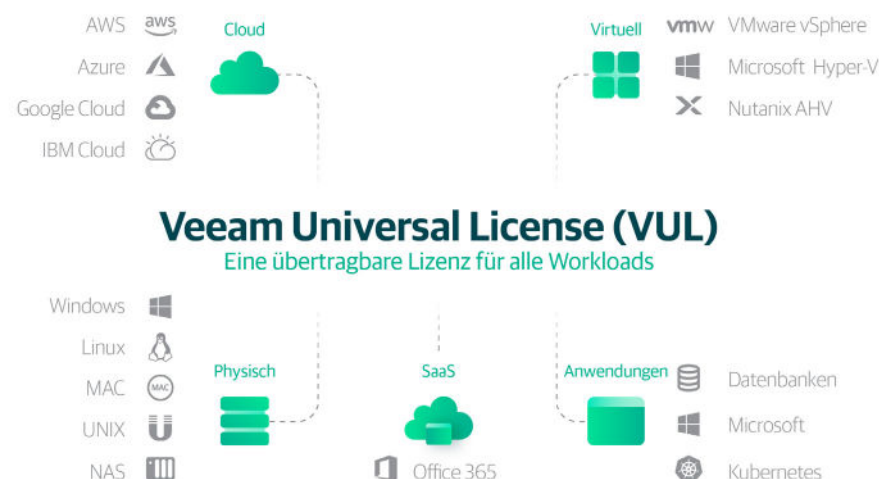 Cloud
AWS aws
Azure
Google Cloud
IBM Cloud
Virtuell
vmw VMware vSphere
Microsoft Hyper-V
Nutanix AHV
Veeam Universal License (VUL)
Eine übertragbare Lizenz für alle Workloads
Physisch
Windows
Linux
MAC MAC
UNIX
NAS
SaaS
Office 365
Anwendungen
Datenbanken
Microsoft
Kubernetes